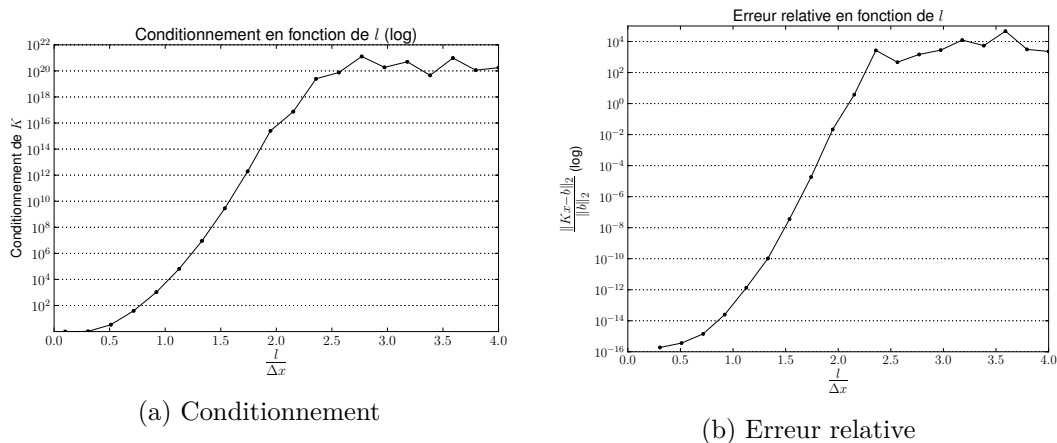 Conditionnement en fonction de l (log)
10^22
10^20
10^18
10^16
10^14
10^12
10^10
10^8
10^6
10^4
10^2
Conditionnement de K
0.0 0.5 1.0 1.5 2.0 2.5 3.0 3.5 4.0
l
Δx
(a) Conditionnement
Erreur relative en fonction de l
10^4
10^2
10^0
10^−2
10^−4
10^−6
10^−8
10^−10
10^−12
10^−14
10^−16
‖Kx−b‖₂ (log)
‖b‖₂
0.0 0.5 1.0 1.5 2.0 2.5 3.0 3.5 4.0
l
Δx
(b) Erreur relative